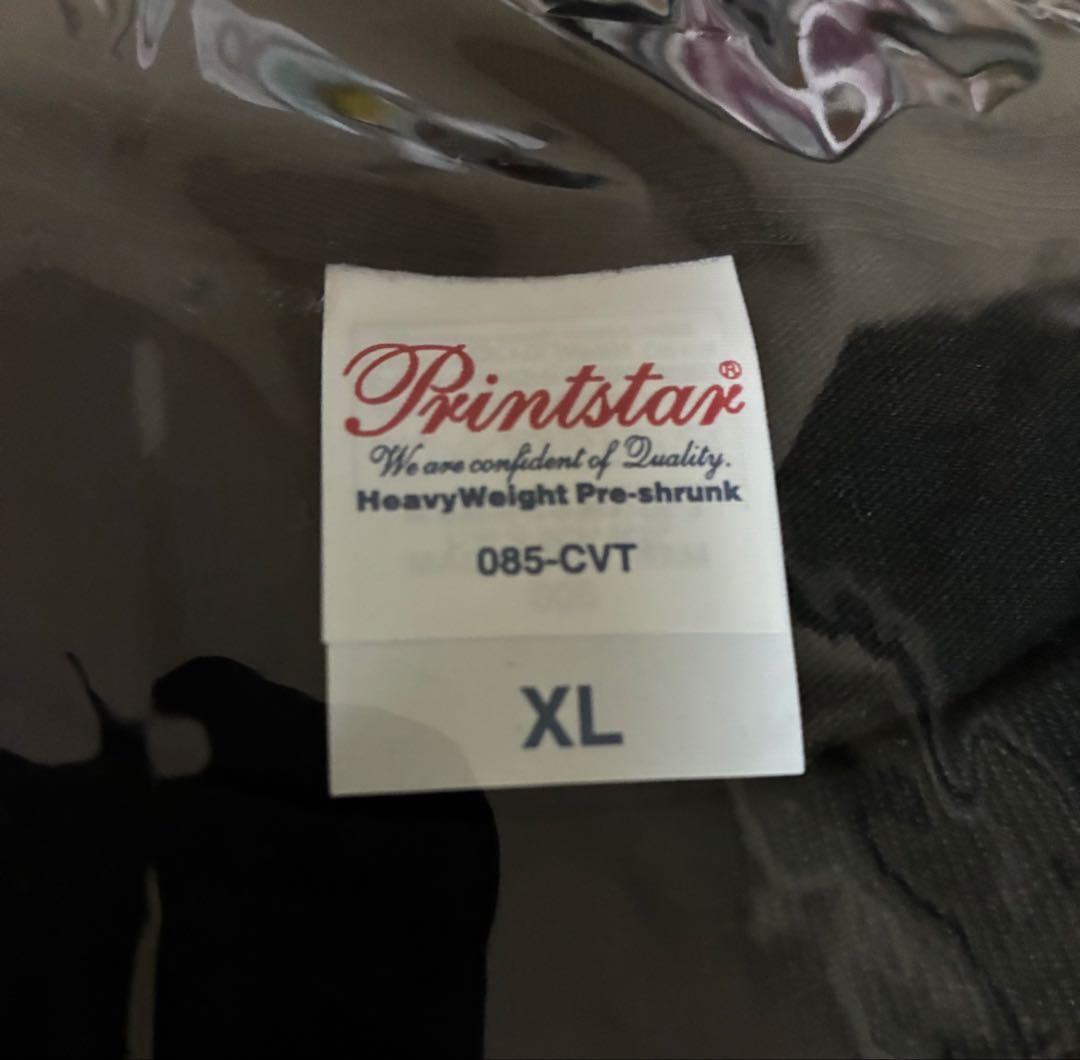 Printstar®
We are confident of Quality.
HeavyWeight Pre-shrunk
085-CVT
XL